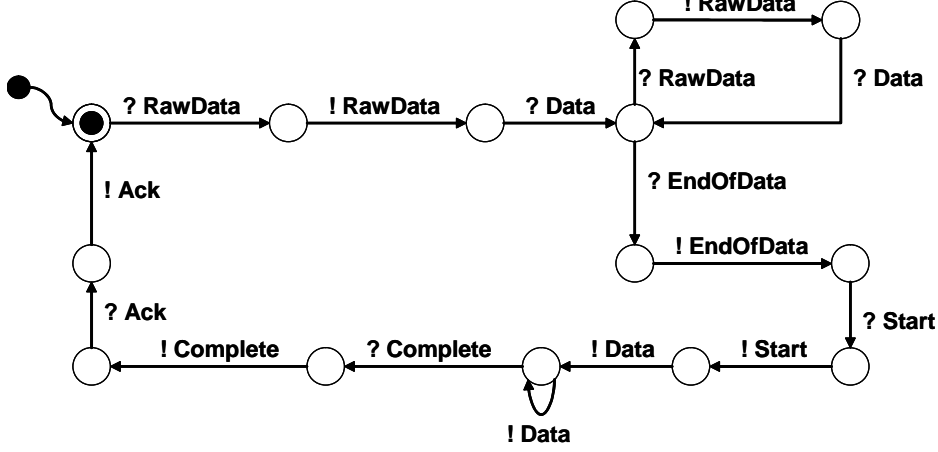 ! RawData
? RawData
? Data
? RawData
! RawData
? Data
! Ack
? EndOfData
! EndOfData
? Ack
? Start
! Complete
? Complete
! Data
! Start
! Data